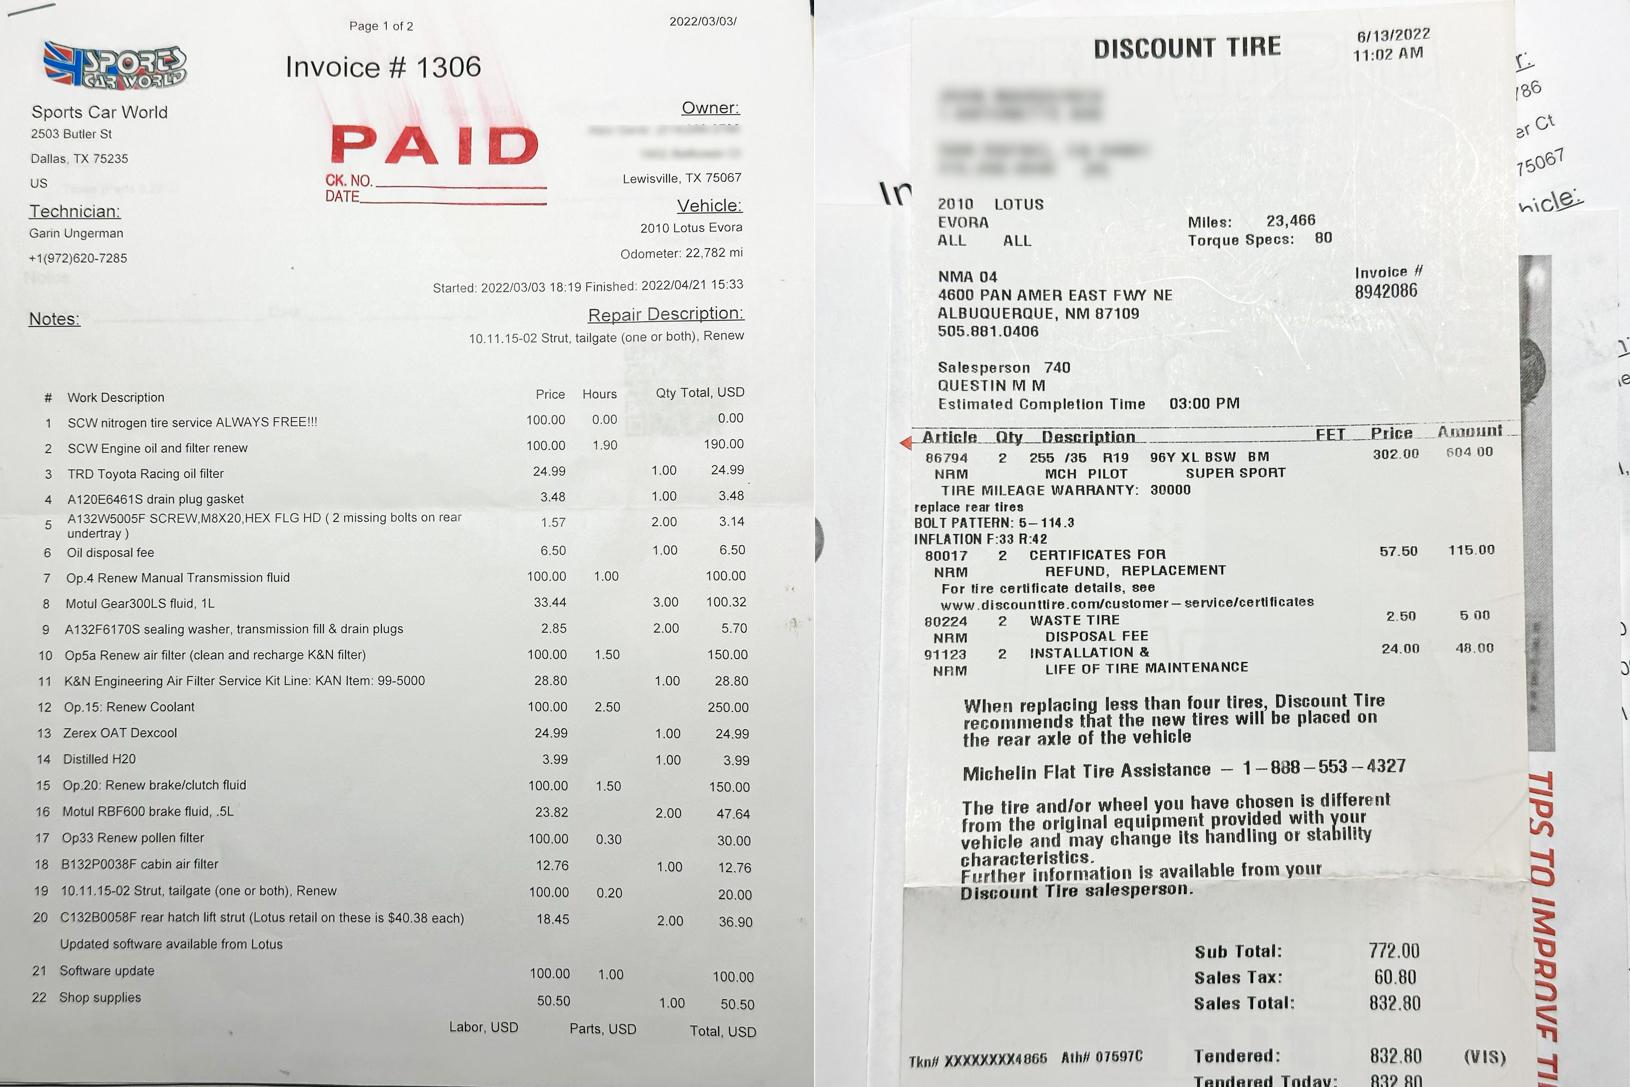 Page 1 of 2
2022/03/03/
SPORTS
CAR WORLD
Invoice # 1306
Sports Car World
2503 Butler St
Dallas, TX 75235
US
PAID
CK. NO.
DATE
Owner:
Lewisville, TX 75067
Technician:
Garin Ungerman
+1(972)620-7285
Vehicle:
2010 Lotus Evora
Odometer: 22,782 mi
Started: 2022/03/03 18:19 Finished: 2022/04/21 15:33
Notes:
Repair Description:
10.11.15-02 Strut, tailgate (one or both), Renew
# Work Description Price Hours Qty Total, USD
1 SCW nitrogen tire service ALWAYS FREE!!! 100.00 0.00 0.00
2 SCW Engine oil and filter renew 100.00 1.90 190.00
3 TRD Toyota Racing oil filter 24.99 1.00 24.99
4 A120E6461S drain plug gasket 3.48 1.00 3.48
5 A132W5005F SCREW,M8X20,HEX FLG HD ( 2 missing bolts on rear 1.57 2.00 3.14
undertray )
6 Oil disposal fee 6.50 1.00 6.50
7 Op.4 Renew Manual Transmission fluid 100.00 1.00 100.00
8 Motul Gear300LS fluid, 1L 33.44 3.00 100.32
9 A132F6170S sealing washer, transmission fill & drain plugs 2.85 2.00 5.70
10 Op5a Renew air filter (clean and recharge K&N filter) 100.00 1.50 150.00
11 K&N Engineering Air Filter Service Kit Line: KAN Item: 99-5000 28.80 1.00 28.80
12 Op.15: Renew Coolant 100.00 2.50 250.00
13 Zerex OAT Dexcool 24.99 1.00 24.99
14 Distilled H20 3.99 1.00 3.99
15 Op.20: Renew brake/clutch fluid 100.00 1.50 150.00
16 Motul RBF600 brake fluid, .5L 23.82 2.00 47.64
17 Op33 Renew pollen filter 100.00 0.30 30.00
18 B132P0038F cabin air filter 12.76 1.00 12.76
19 10.11.15-02 Strut, tailgate (one or both), Renew 100.00 0.20 20.00
20 C132B0058F rear hatch lift strut (Lotus retail on these is $40.38 each) 18.45 2.00 36.90
Updated software available from Lotus
21 Software update 100.00 1.00 100.00
22 Shop supplies 50.50 1.00 50.50
Labor, USD Parts, USD Total, USD
DISCOUNT TIRE
6/13/2022
11:02 AM
2010 LOTUS
EVORA Miles: 23,466
ALL ALL Torque Specs: 80
NMA 04 Invoice #
4600 PAN AMER EAST FWY NE 8942086
ALBUQUERQUE, NM 87109
505.881.0406
Salesperson 740
QUESTIN M M
Estimated Completion Time 03:00 PM
Article Qty Description FET Price Amount
86794 2 255 /35 R19 96Y XL BSW BM 302.00 604.00
NRM MCH PILOT SUPER SPORT
TIRE MILEAGE WARRANTY: 30000
replace rear tires
BOLT PATTERN: 5-114.3
INFLATION F:33 R:42
80017 2 CERTIFICATES FOR 57.50 115.00
NRM REFUND, REPLACEMENT
For tire certificate details, see
www.discounttire.com/customer-service/certificates
80224 2 WASTE TIRE 2.50 5.00
NRM DISPOSAL FEE
91123 2 INSTALLATION & 24.00 48.00
NRM LIFE OF TIRE MAINTENANCE
When replacing less than four tires, Discount Tire
recommends that the new tires will be placed on
the rear axle of the vehicle
Michelin Flat Tire Assistance - 1-888-553-4327
The tire and/or wheel you have chosen is different
from the original equipment provided with your
vehicle and may change its handling or stability
characteristics.
Further information is available from your
Discount Tire salesperson.
Sub Total: 772.00
Sales Tax: 60.80
Sales Total: 832.80
Tkn# XXXXXXXX4865 Ath# 07597C Tendered: 832.80 (VIS)
Tendered Today: 832.80
In
r:
786
er Ct
75067
hicle:
TIPS TO IMPROVE TI